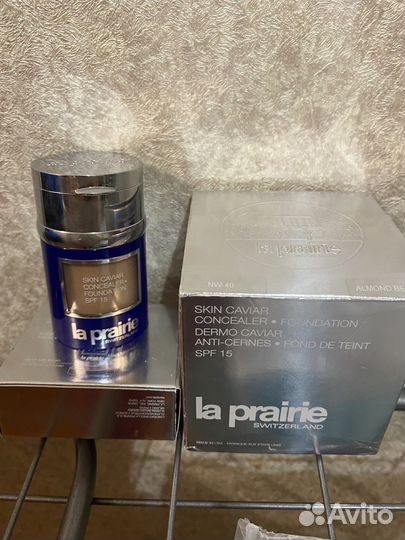 SKIN CAVIAR
CONCEALER •
FOUNDATION
SPF 15
la prairie
SWITZERLAND
NW-40
ALMOND BE
SKIN CAVIAR
CONCEALER • FOUNDATION
DERMO CAVIAR
ANTI-CERNES • FOND DE TEINT
SPF 15
la prairie
SWITZERLAND
Avito